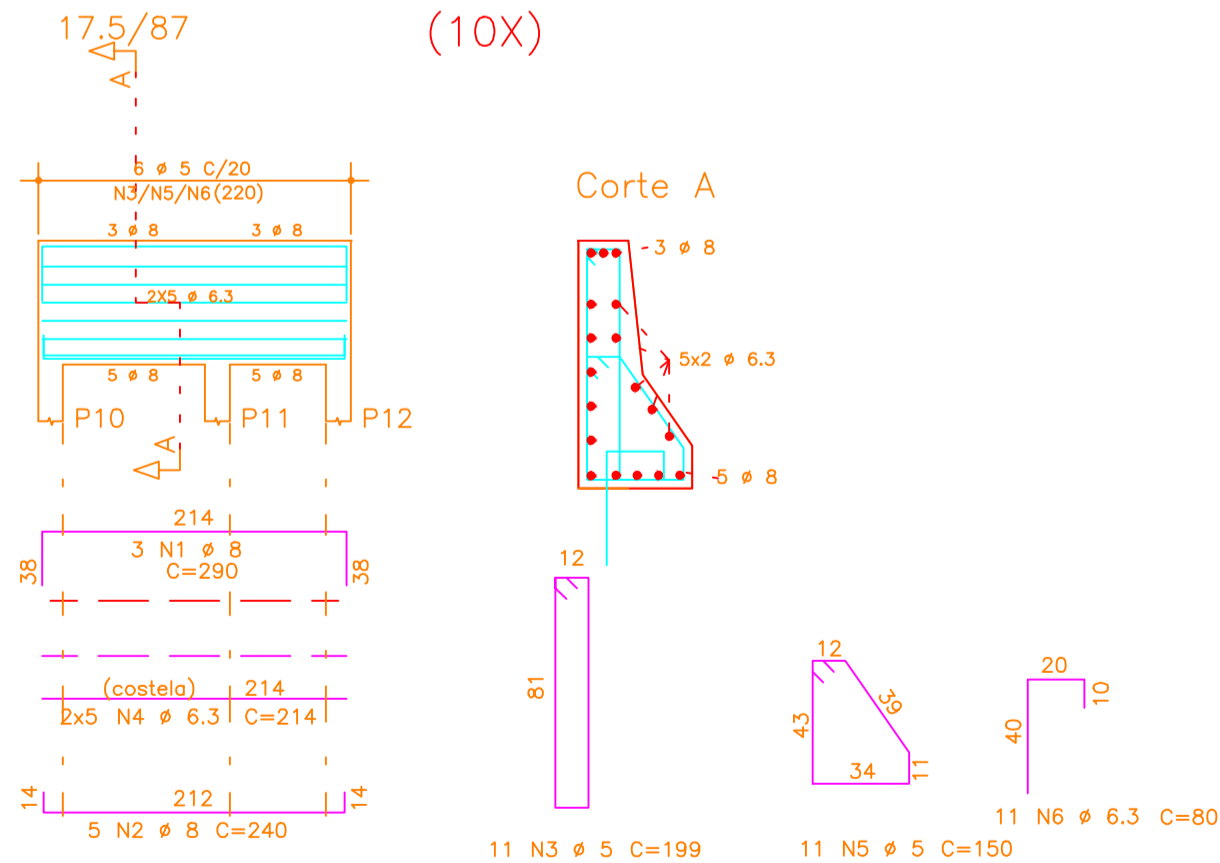 17.5/87
(10X)
A
6 ø 5 C/20
N3/N5/N6(220)
3 ø 8
3 ø 8
2X5 ø 6.3
5 ø 8
5 ø 8
P10
P11
P12
A
Corte A
3 ø 8
5x2 ø 6.3
5 ø 8
214
3 N1 ø 8
C=290
38
38
(costela)
214
2x5 N4 ø 6.3 C=214
14
212
14
5 N2 ø 8 C=240
12
81
11 N3 ø 5 C=199
12
43
39
34
11
11 N5 ø 5 C=150
20
10
40
11 N6 ø 6.3 C=80